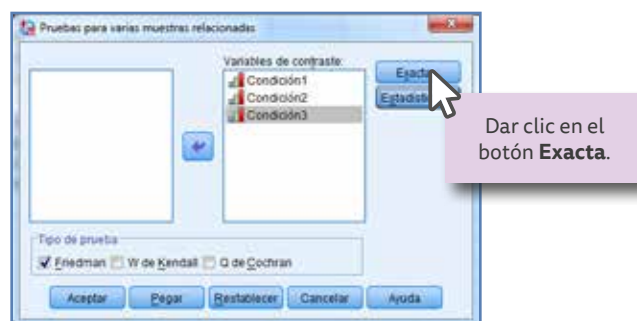 Pruebas para varias muestras relacionadas
Variables de contraste:
Condición1
Condición2
Condición3
Exacta
Dar clic en el
botón Exacta.
Tipo de prueba
Friedman W de Kendall Q de Cochran
Aceptar Pegar Restablecer Cancelar Ayuda